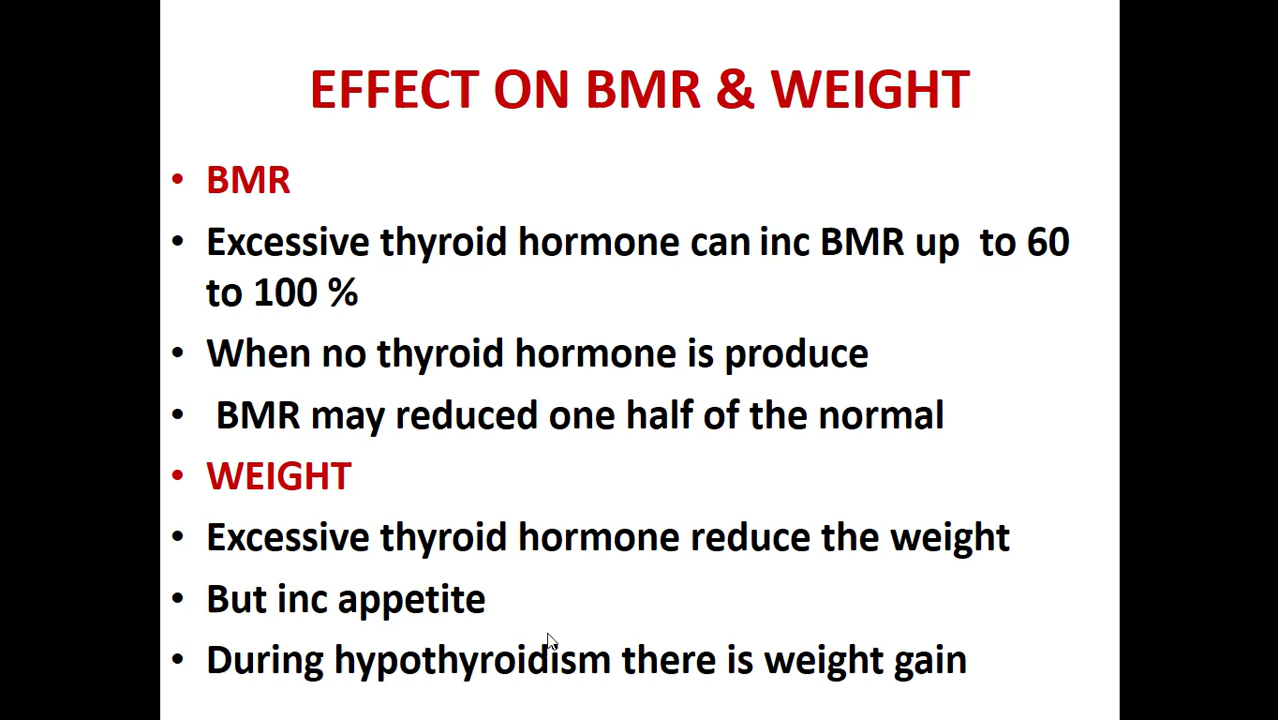 EFFECT ON BMR & WEIGHT
• BMR
• Excessive thyroid hormone can inc BMR up  to 60
to 100 %
• When no thyroid hormone is produce
•  BMR may reduced one half of the normal
• WEIGHT
• Excessive thyroid hormone reduce the weight
• But inc appetite
• During hypothyroidism there is weight gain